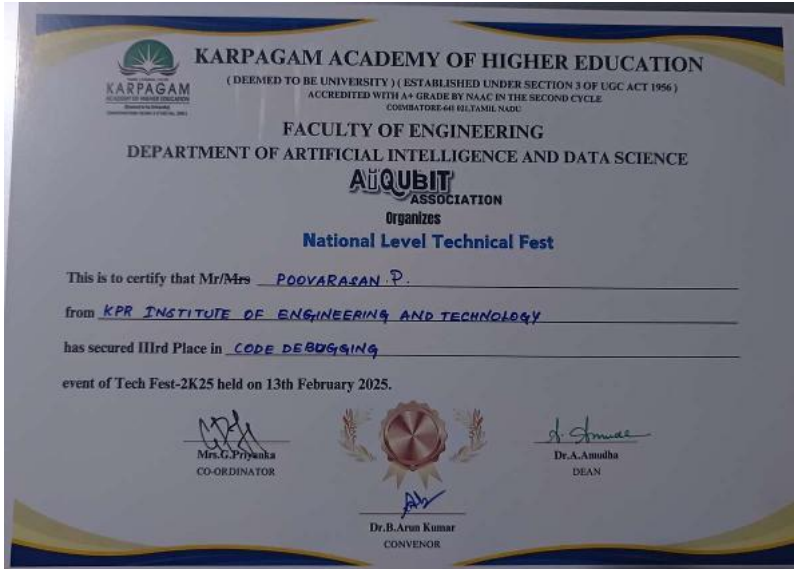 KARPAGAM ACADEMY OF HIGHER EDUCATION
( DEEMED TO BE UNIVERSITY ) ( ESTABLISHED UNDER SECTION 3 OF UGC ACT 1956 )
ACCREDITED WITH A+ GRADE BY NAAC IN THE SECOND CYCLE
COIMBATORE-641 021, TAMIL NADU
KARPAGAM
ACADEMY OF HIGHER EDUCATION
FACULTY OF ENGINEERING
DEPARTMENT OF ARTIFICIAL INTELLIGENCE AND DATA SCIENCE
AiQUBIT
ASSOCIATION
Organizes
National Level Technical Fest
This is to certify that Mr/Mrs POOVARASAN.P.
from KPR INSTITUTE OF ENGINEERING AND TECHNOLOGY
has secured IIIrd Place in CODE DEBUGGING
event of Tech Fest-2K25 held on 13th February 2025.
Mrs.G.Priyanka
CO-ORDINATOR
Dr.A.Amudha
DEAN
Dr.B.Arun Kumar
CONVENOR